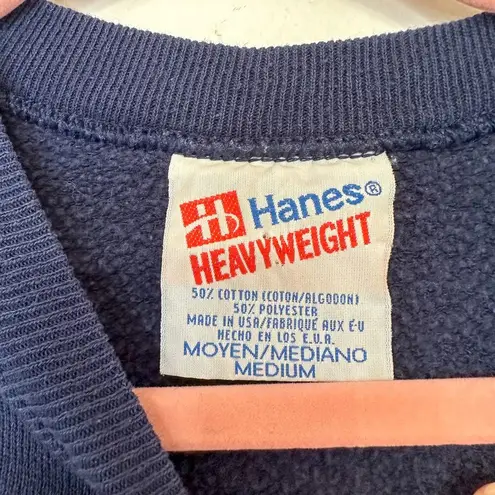 Hb Hanes®
HEAVYWEIGHT
50% COTTON (COTON/ALGODON)
50% POLYESTER
MADE IN USA/FABRIQUÉ AUX É-U
HECHO EN LOS E.U.A.
MOYEN/MEDIANO
MEDIUM